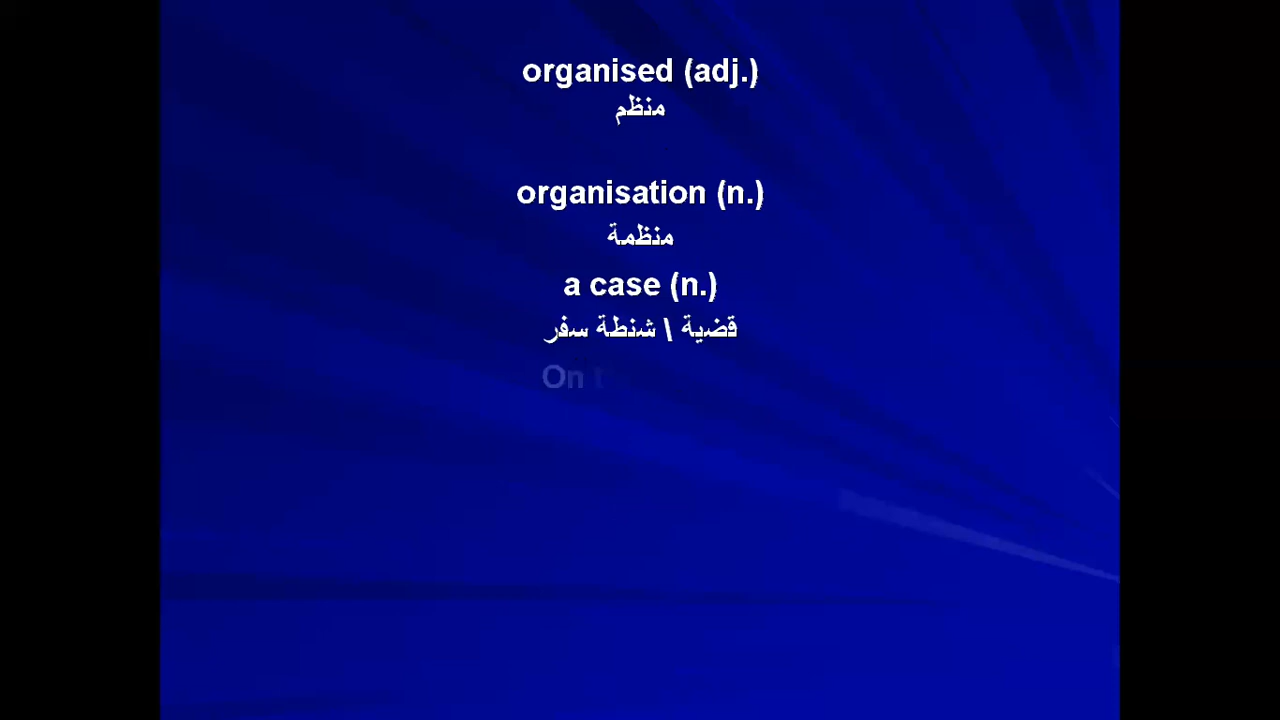 organised (adj.)
منظم
organisation (n.)
منظمة
a case (n.)
قضية \ شنطة سفر
On